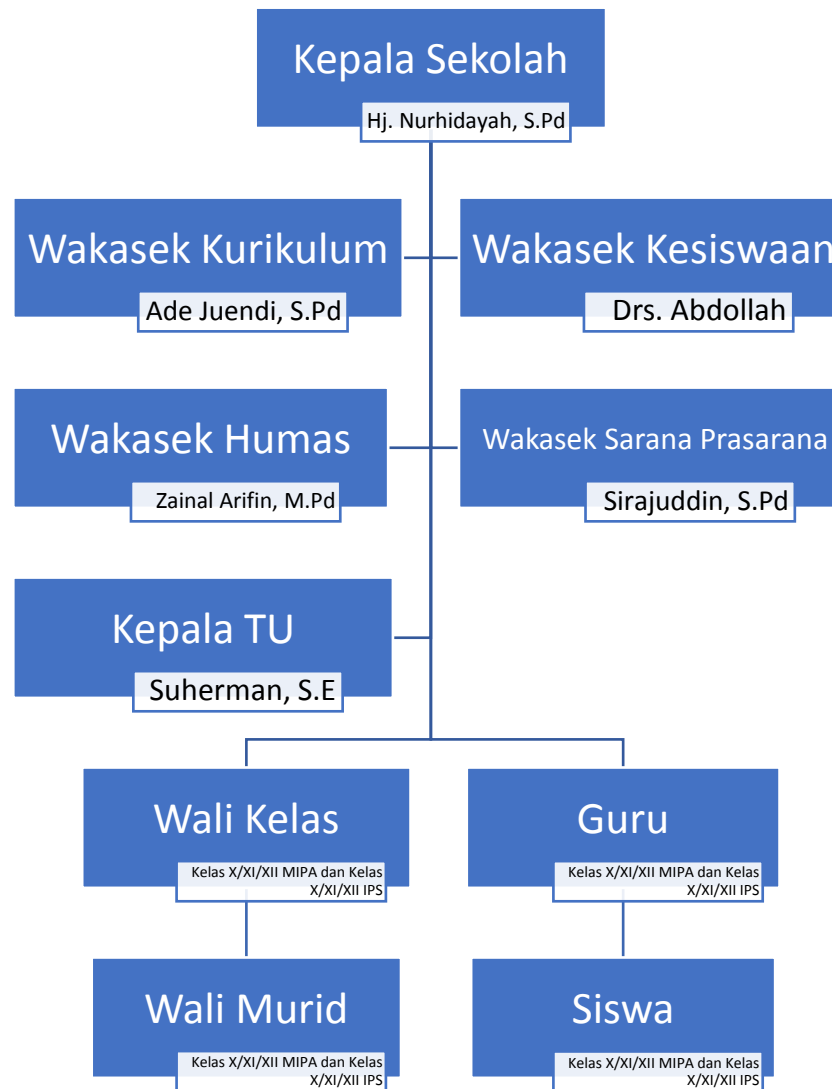 Kepala Sekolah
Hj. Nurhidayah, S.Pd
Wakasek Kurikulum
Ade Juendi, S.Pd
Wakasek Kesiswaan
Drs. Abdollah
Wakasek Humas
Zainal Arifin, M.Pd
Wakasek Sarana Prasarana
Sirajuddin, S.Pd
Kepala TU
Suherman, S.E
Wali Kelas
Kelas X/XI/XII MIPA dan Kelas
X/XI/XII IPS
Guru
Kelas X/XI/XII MIPA dan Kelas
X/XI/XII IPS
Wali Murid
Kelas X/XI/XII MIPA dan Kelas
X/XI/XII IPS
Siswa
Kelas X/XI/XII MIPA dan Kelas
X/XI/XII IPS